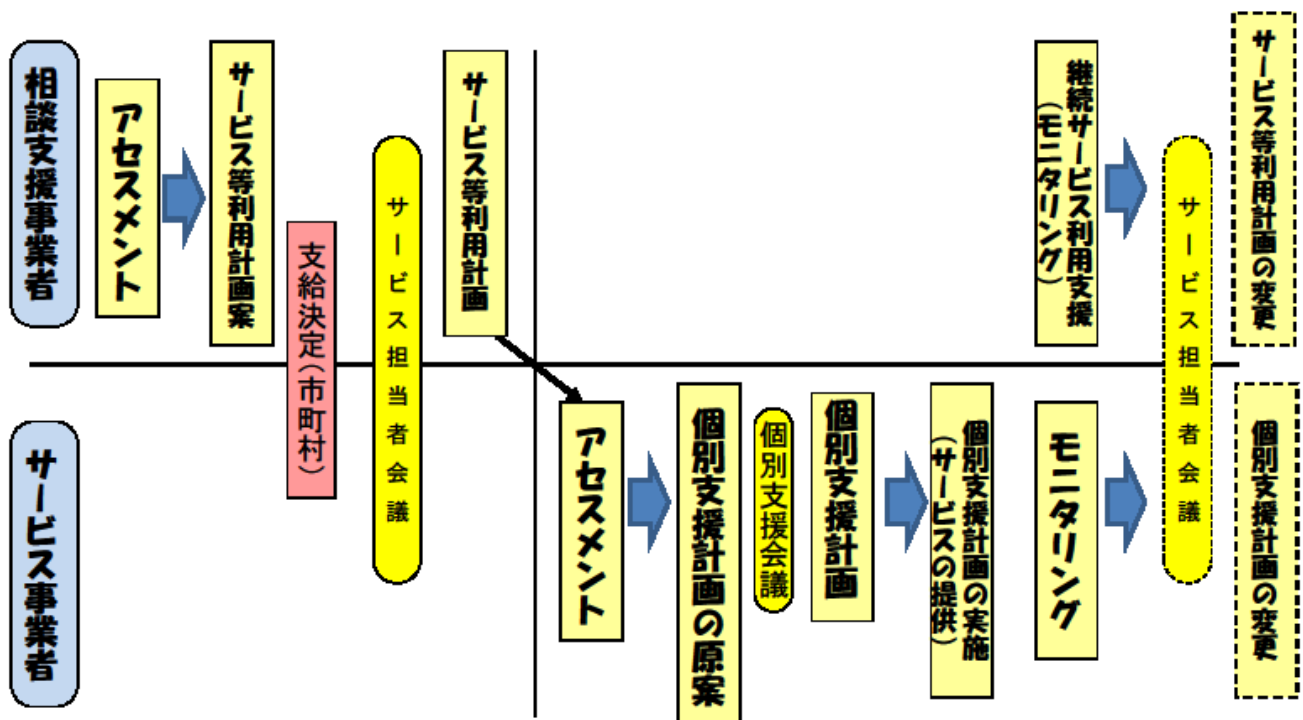 相談支援事業者
アセスメント
サービス等利用計画案
支給決定(市町村)
サービス担当者会議
サービス等利用計画
継続サービス利用支援
(モニタリング)
サービス担当者会議
サービス等利用計画の変更
サービス事業者
アセスメント
個別支援計画の原案
個別支援会議
個別支援計画
個別支援計画の実施
(サービスの提供)
モニタリング
個別支援計画の変更